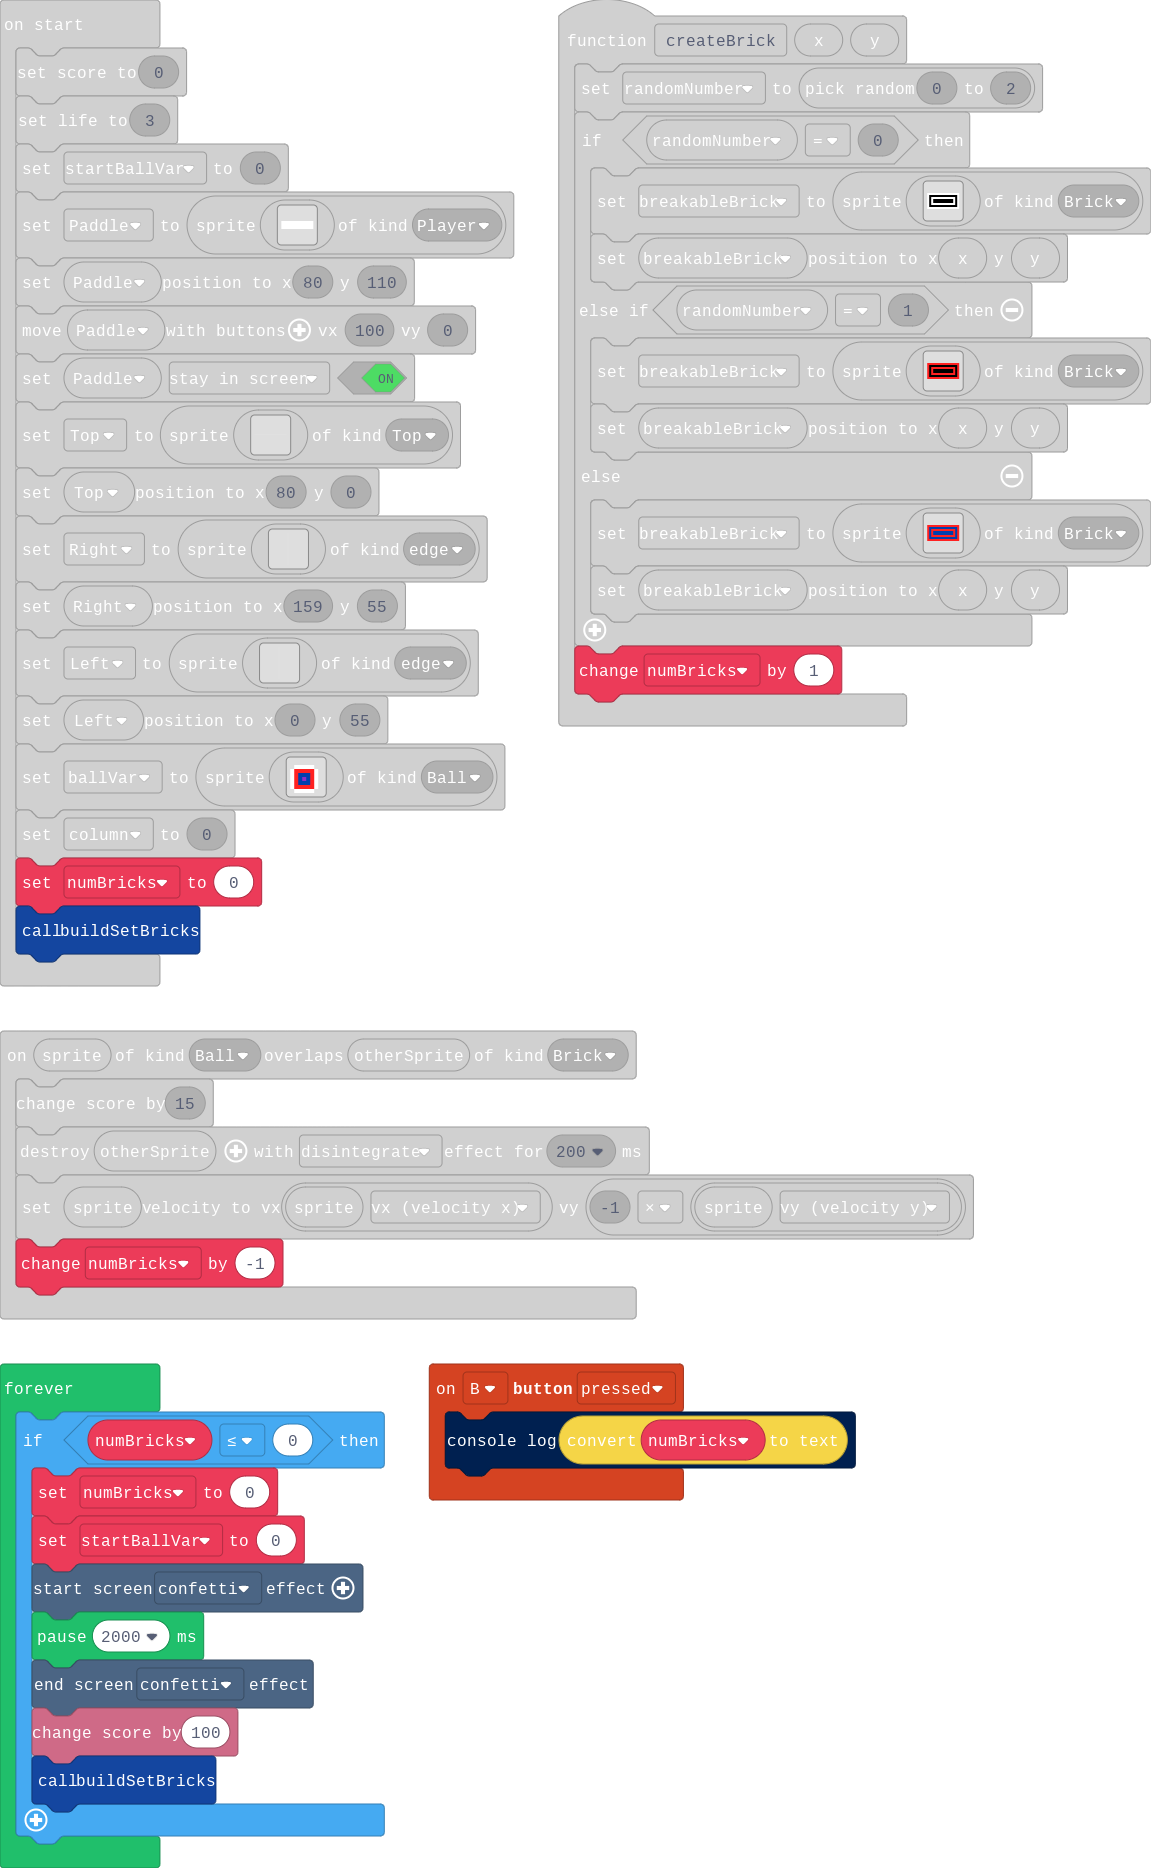 on start
set score to 0
set life to 3
set startBallVar to 0
set Paddle to sprite of kind Player
set Paddle position to x 80 y 110
move Paddle with buttons vx 100 vy 0
set Paddle stay in screen ON
set Top to sprite of kind Top
set Top position to x 80 y 0
set Right to sprite of kind edge
set Right position to x 159 y 55
set Left to sprite of kind edge
set Left position to x 0 y 55
set ballVar to sprite of kind Ball
set column to 0
set numBricks to 0
call buildSetBricks
function createBrick x y
set randomNumber to pick random 0 to 2
if randomNumber = 0 then
set breakableBrick to sprite of kind Brick
set breakableBrick position to x x y y
else if randomNumber = 1 then
set breakableBrick to sprite of kind Brick
set breakableBrick position to x x y y
else
set breakableBrick to sprite of kind Brick
set breakableBrick position to x x y y
change numBricks by 1
on sprite of kind Ball overlaps otherSprite of kind Brick
change score by 15
destroy otherSprite with disintegrate effect for 200 ms
set sprite velocity to vx sprite vx (velocity x) vy -1 × sprite vy (velocity y)
change numBricks by -1
forever
if numBricks ≤ 0 then
set numBricks to 0
set startBallVar to 0
start screen confetti effect
pause 2000 ms
end screen confetti effect
change score by 100
call buildSetBricks
on B button pressed
console log convert numBricks to text